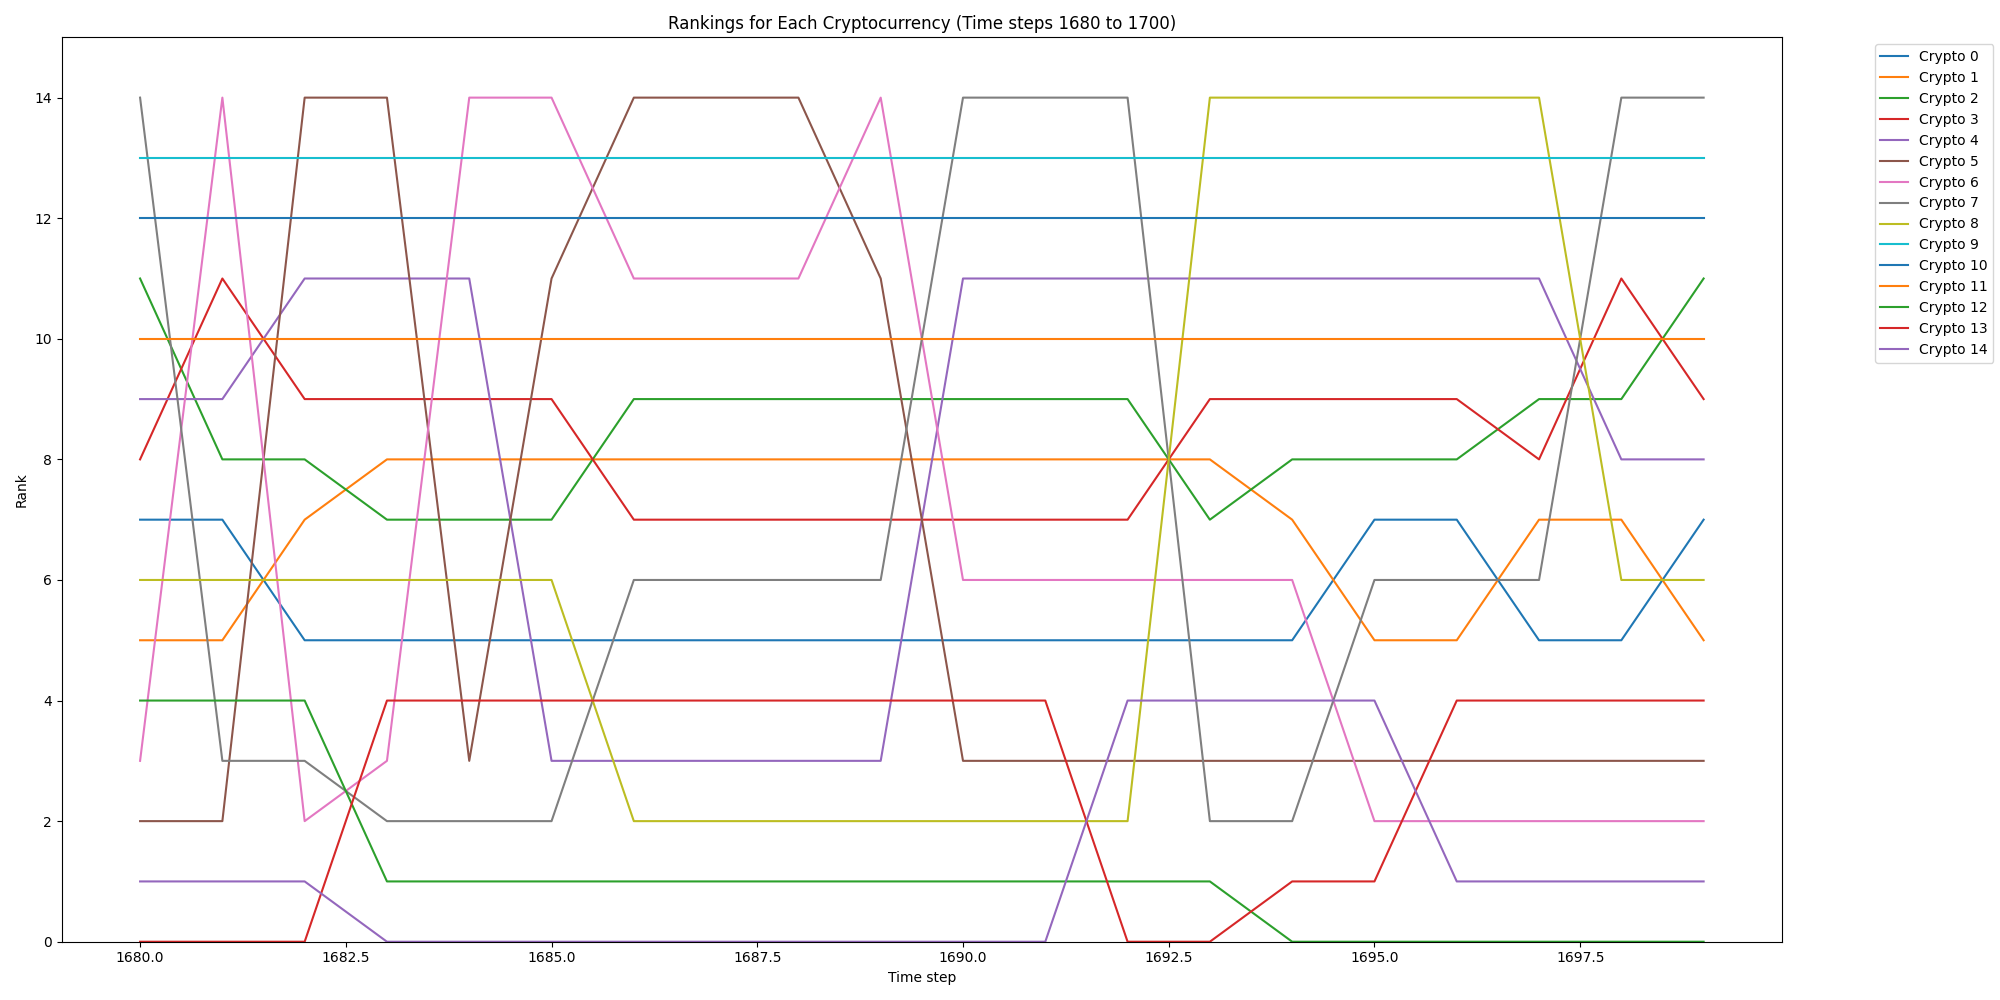 Rankings for Each Cryptocurrency (Time steps 1680 to 1700)
Rank
14
12
10
8
6
4
2
0
1680.0 1682.5 1685.0 1687.5 1690.0 1692.5 1695.0 1697.5
Time step
Crypto 0
Crypto 1
Crypto 2
Crypto 3
Crypto 4
Crypto 5
Crypto 6
Crypto 7
Crypto 8
Crypto 9
Crypto 10
Crypto 11
Crypto 12
Crypto 13
Crypto 14